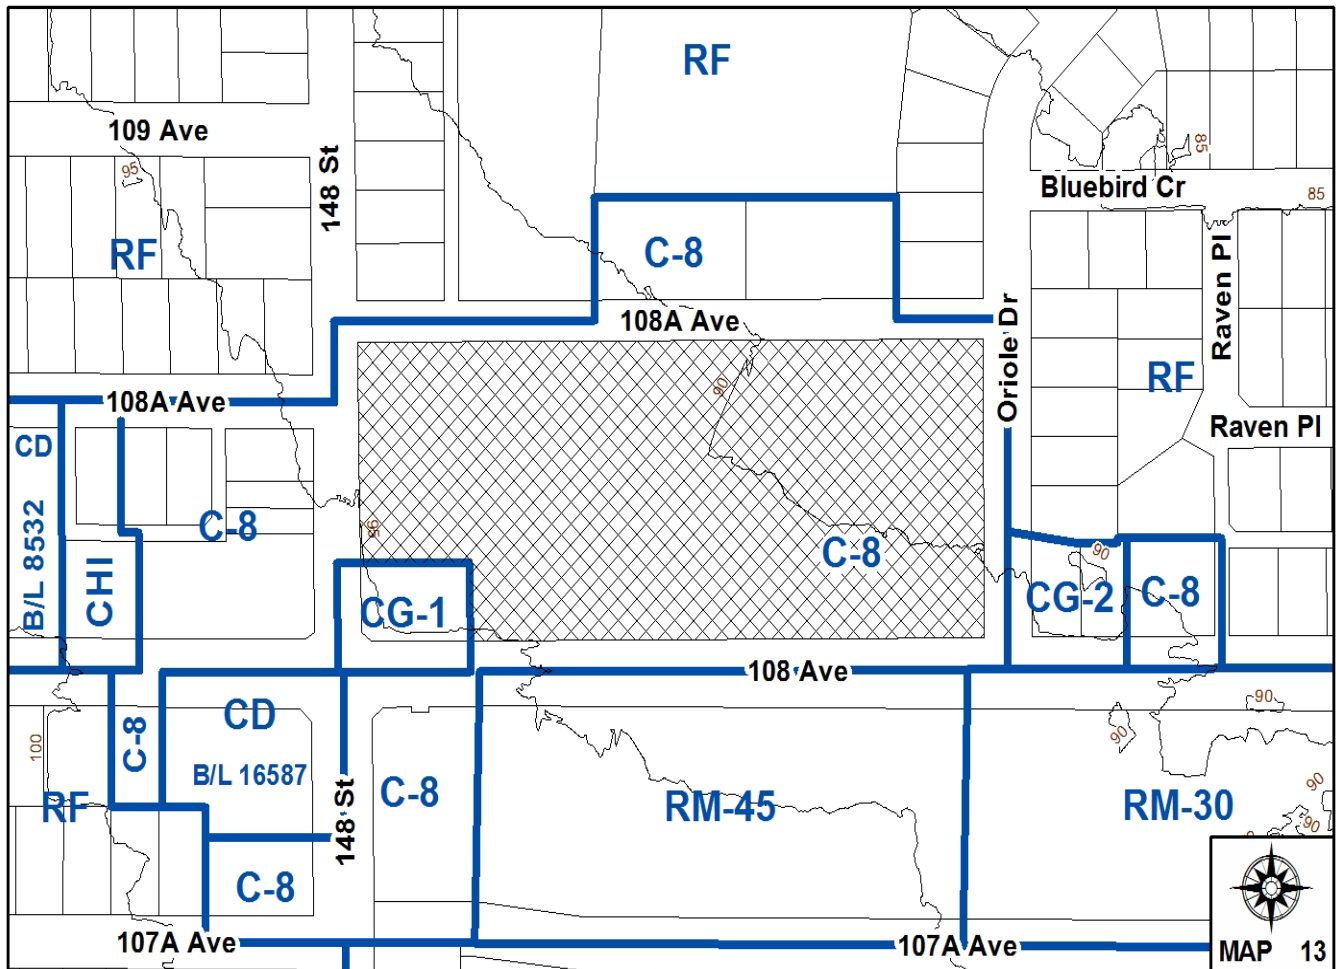 RF
109 Ave
148 St
95
85
Bluebird Cr
85
RF
C-8
Raven Pl
108A Ave
Oriole Dr
RF
90
108A Ave
Raven Pl
CD
B/L 8532
C-8
95
C-8
90
CHI
CG-1
CG-2
C-8
108 Ave
90
CD
C-8
90
100
B/L 16587
C-8
RF
148 St
RM-45
RM-30
90
90
C-8
107A Ave
107A Ave
MAP 13